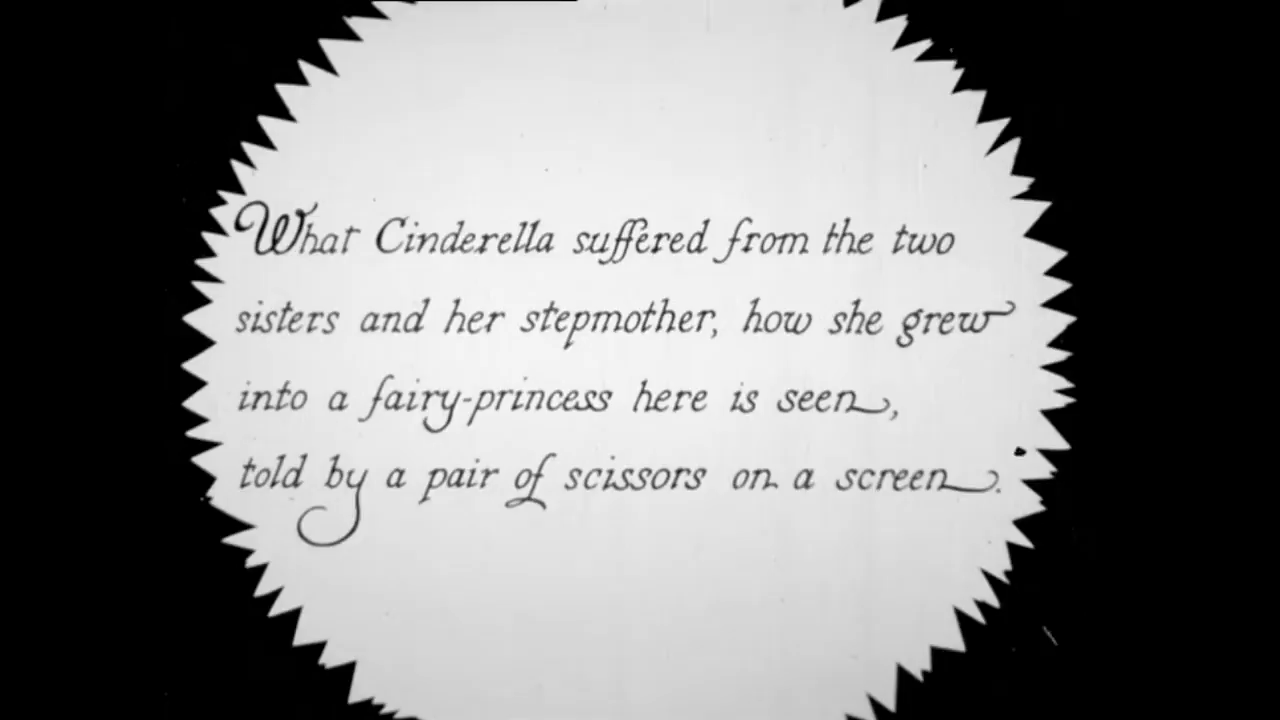 What Cinderella suffered from the two
sisters and her stepmother, how she grew
into a fairy-princess here is seen,
told by a pair of scissors on a screen.